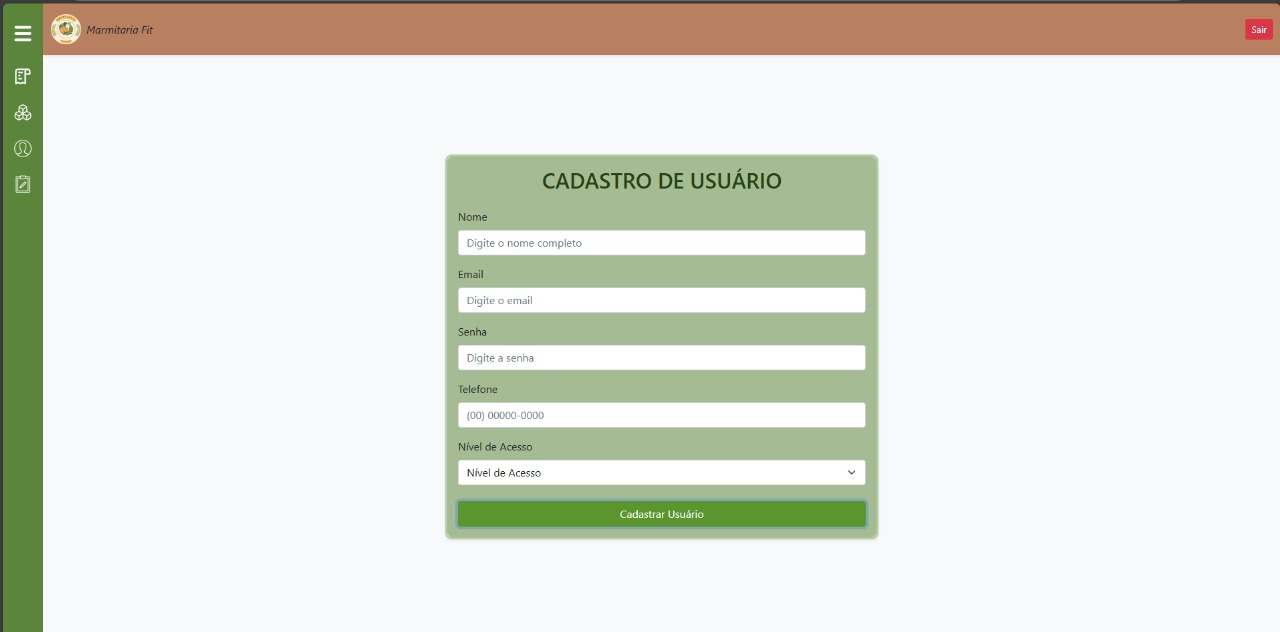 Marmitaria Fit
Sair
CADASTRO DE USUÁRIO
Nome
Digite o nome completo
Email
Digite o email
Senha
Digite a senha
Telefone
(00) 00000-0000
Nível de Acesso
Nível de Acesso
Cadastrar Usuário